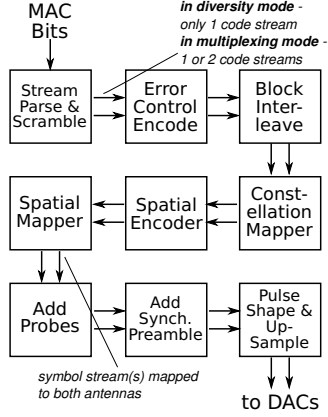 MAC
Bits
in diversity mode -
only 1 code stream
in multiplexing mode -
1 or 2 code streams
Stream
Parse &
Scramble
Error
Control
Encode
Block
Inter-
leave
Spatial
Mapper
Spatial
Encoder
Const-
ellation
Mapper
Add
Probes
Add
Synch.
Preamble
Pulse
Shape &
Up-
Sample
symbol stream(s) mapped
to both antennas
to DACs